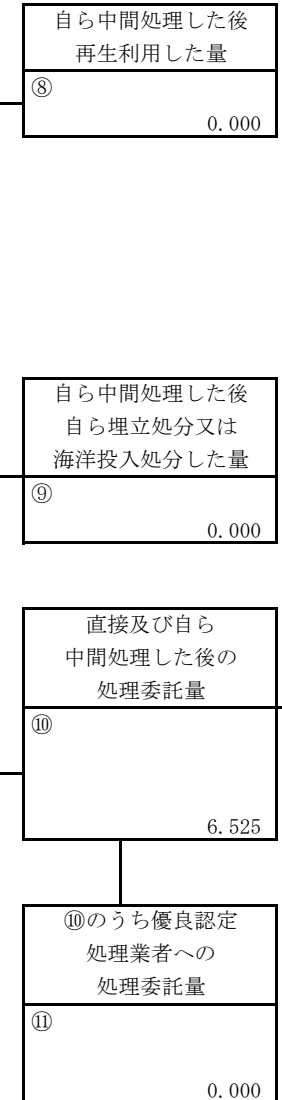 自ら中間処理した後
再生利用した量
⑧
0.000
自ら中間処理した後
自ら埋立処分又は
海洋投入処分した量
⑨
0.000
直接及び自ら
中間処理した後の
処理委託量
⑩
6.525
⑩のうち優良認定
処理業者への
処理委託量
⑪
0.000